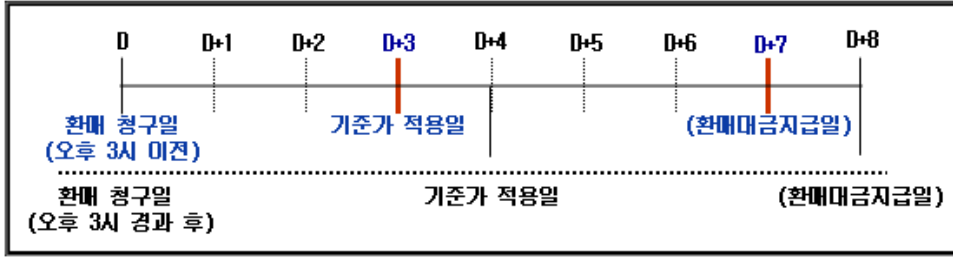 D D+1 D+2 D+3 D+4 D+5 D+6 D+7 D+8
환매 청구일 기준가 적용일 (환매대금지급일)
(오후 3시 이전)
환매 청구일 기준가 적용일 (환매대금지급일)
(오후 3시 경과 후)